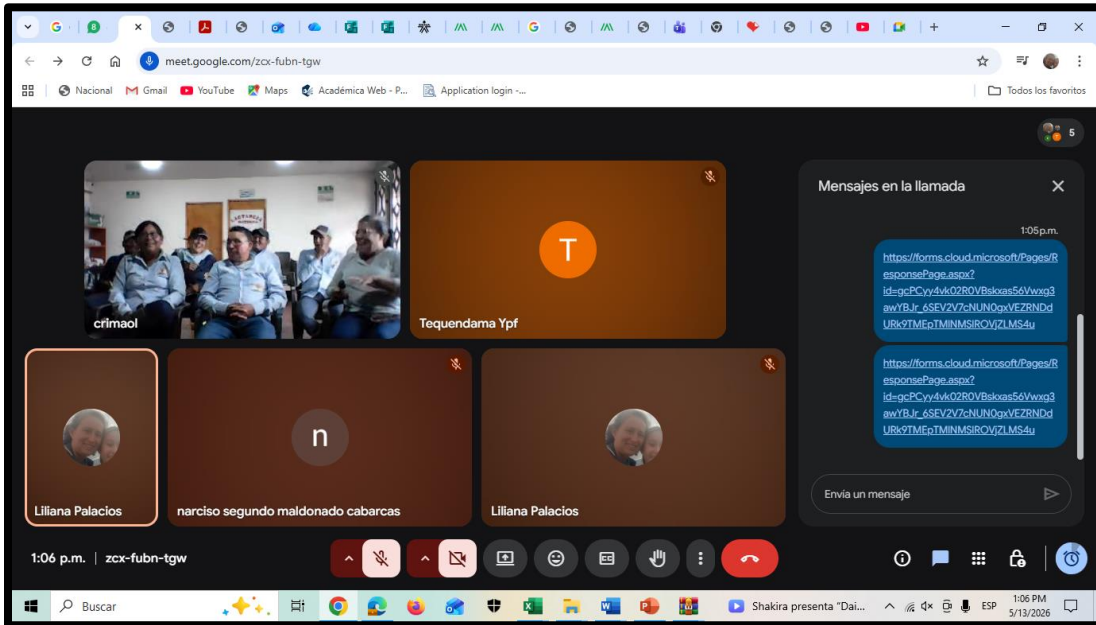 meet.google.com/zcx-fubn-tgw
Nacional
Gmail
YouTube
Maps
Académica Web - P...
Application login -...
Todos los favoritos
5
crimaol
T
Tequendama Ypf
Liliana Palacios
n
narciso segundo maldonado cabarcas
Liliana Palacios
Mensajes en la llamada
1:05 p.m.
https://forms.cloud.microsoft/Pages/R
esponsePage.aspx?
id=gcPCyy4vk02R0VBskxas56Vwxg3
awYBJr_6SEV2V7cNUN0gxVEZRNDd
URk9TMEpTMlNMSlROVjZLMS4u
https://forms.cloud.microsoft/Pages/R
esponsePage.aspx?
id=gcPCyy4vk02R0VBskxas56Vwxg3
awYBJr_6SEV2V7cNUN0gxVEZRNDd
URk9TMEpTMlNMSlROVjZLMS4u
Envía un mensaje
1:06 p.m. | zcx-fubn-tgw
Buscar
Shakira presenta "Dai...
ESP
1:06 PM
5/13/2026